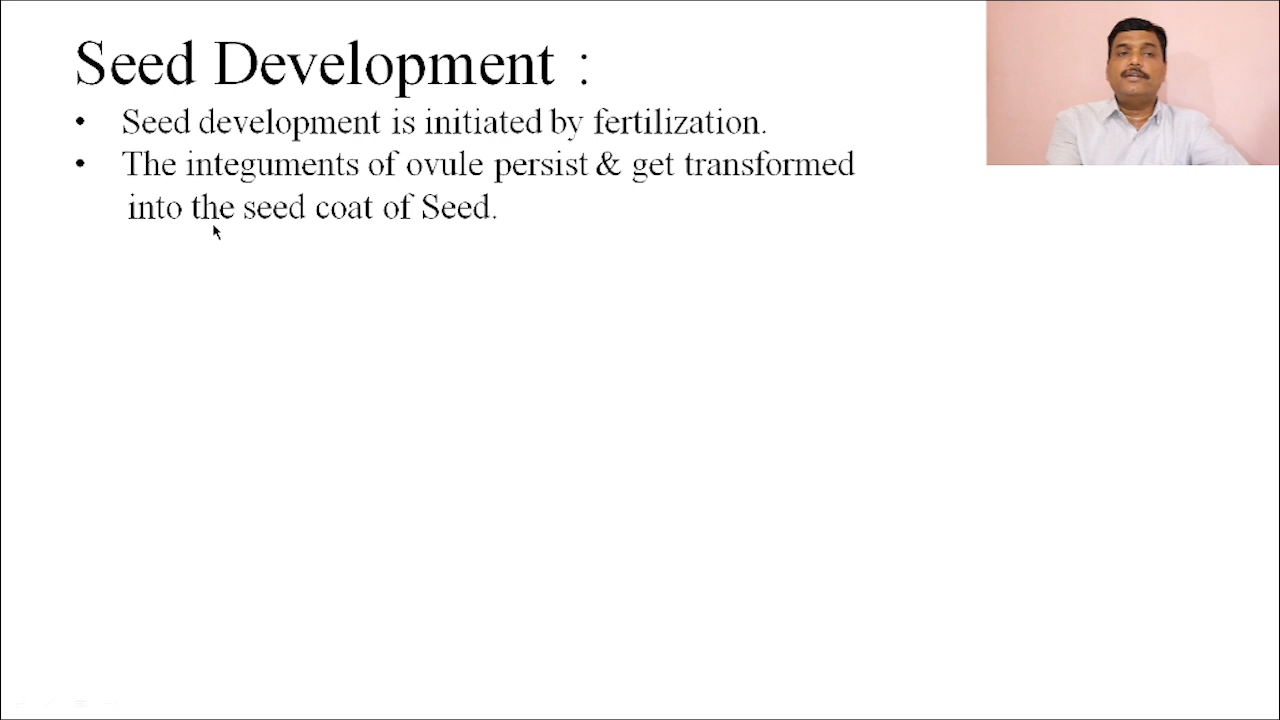 Seed Development :
• Seed development is initiated by fertilization.
• The integuments of ovule persist & get transformed
into the seed coat of Seed.